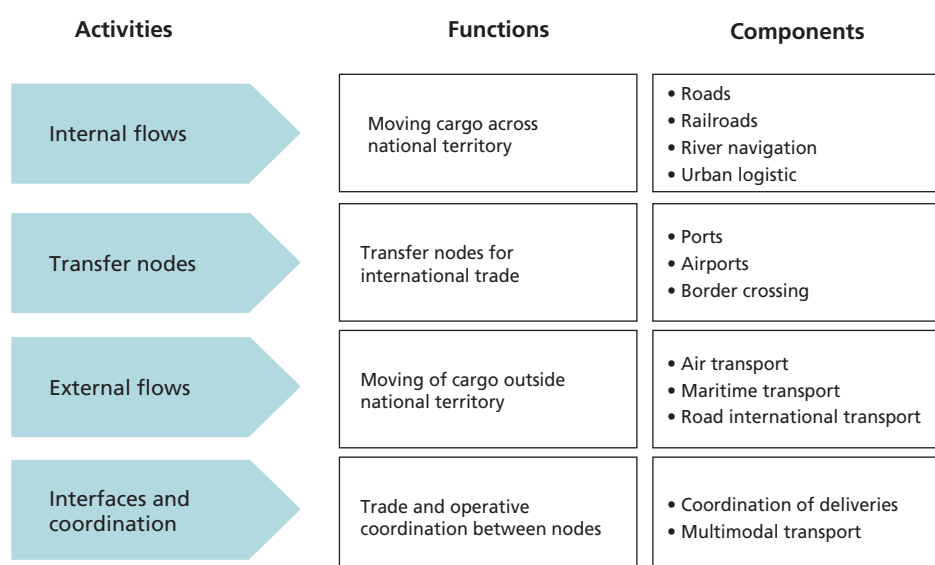 Activities
Functions
Components
Internal flows
Moving cargo across
national territory
• Roads
• Railroads
• River navigation
• Urban logistic
Transfer nodes
Transfer nodes for
international trade
• Ports
• Airports
• Border crossing
External flows
Moving of cargo outside
national territory
• Air transport
• Maritime transport
• Road international transport
Interfaces and
coordination
Trade and operative
coordination between nodes
• Coordination of deliveries
• Multimodal transport